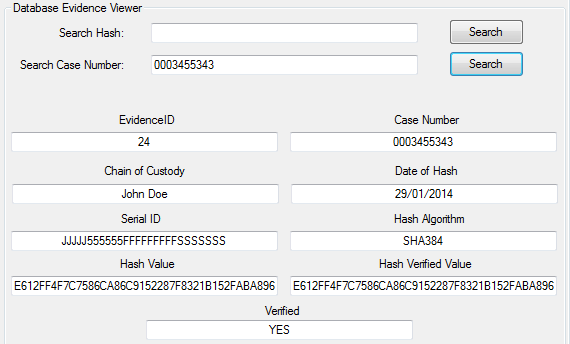 Database Evidence Viewer
Search Hash: Search
Search Case Number: 0003455343 Search
EvidenceID Case Number
24 0003455343
Chain of Custody Date of Hash
John Doe 29/01/2014
Serial ID Hash Algorithm
JJJJJ555555FFFFFFFFFSSSSSSS SHA384
Hash Value Hash Verified Value
E612FF4F7C7586CA86C9152287F8321B152FABA896 E612FF4F7C7586CA86C9152287F8321B152FABA896
Verified
YES